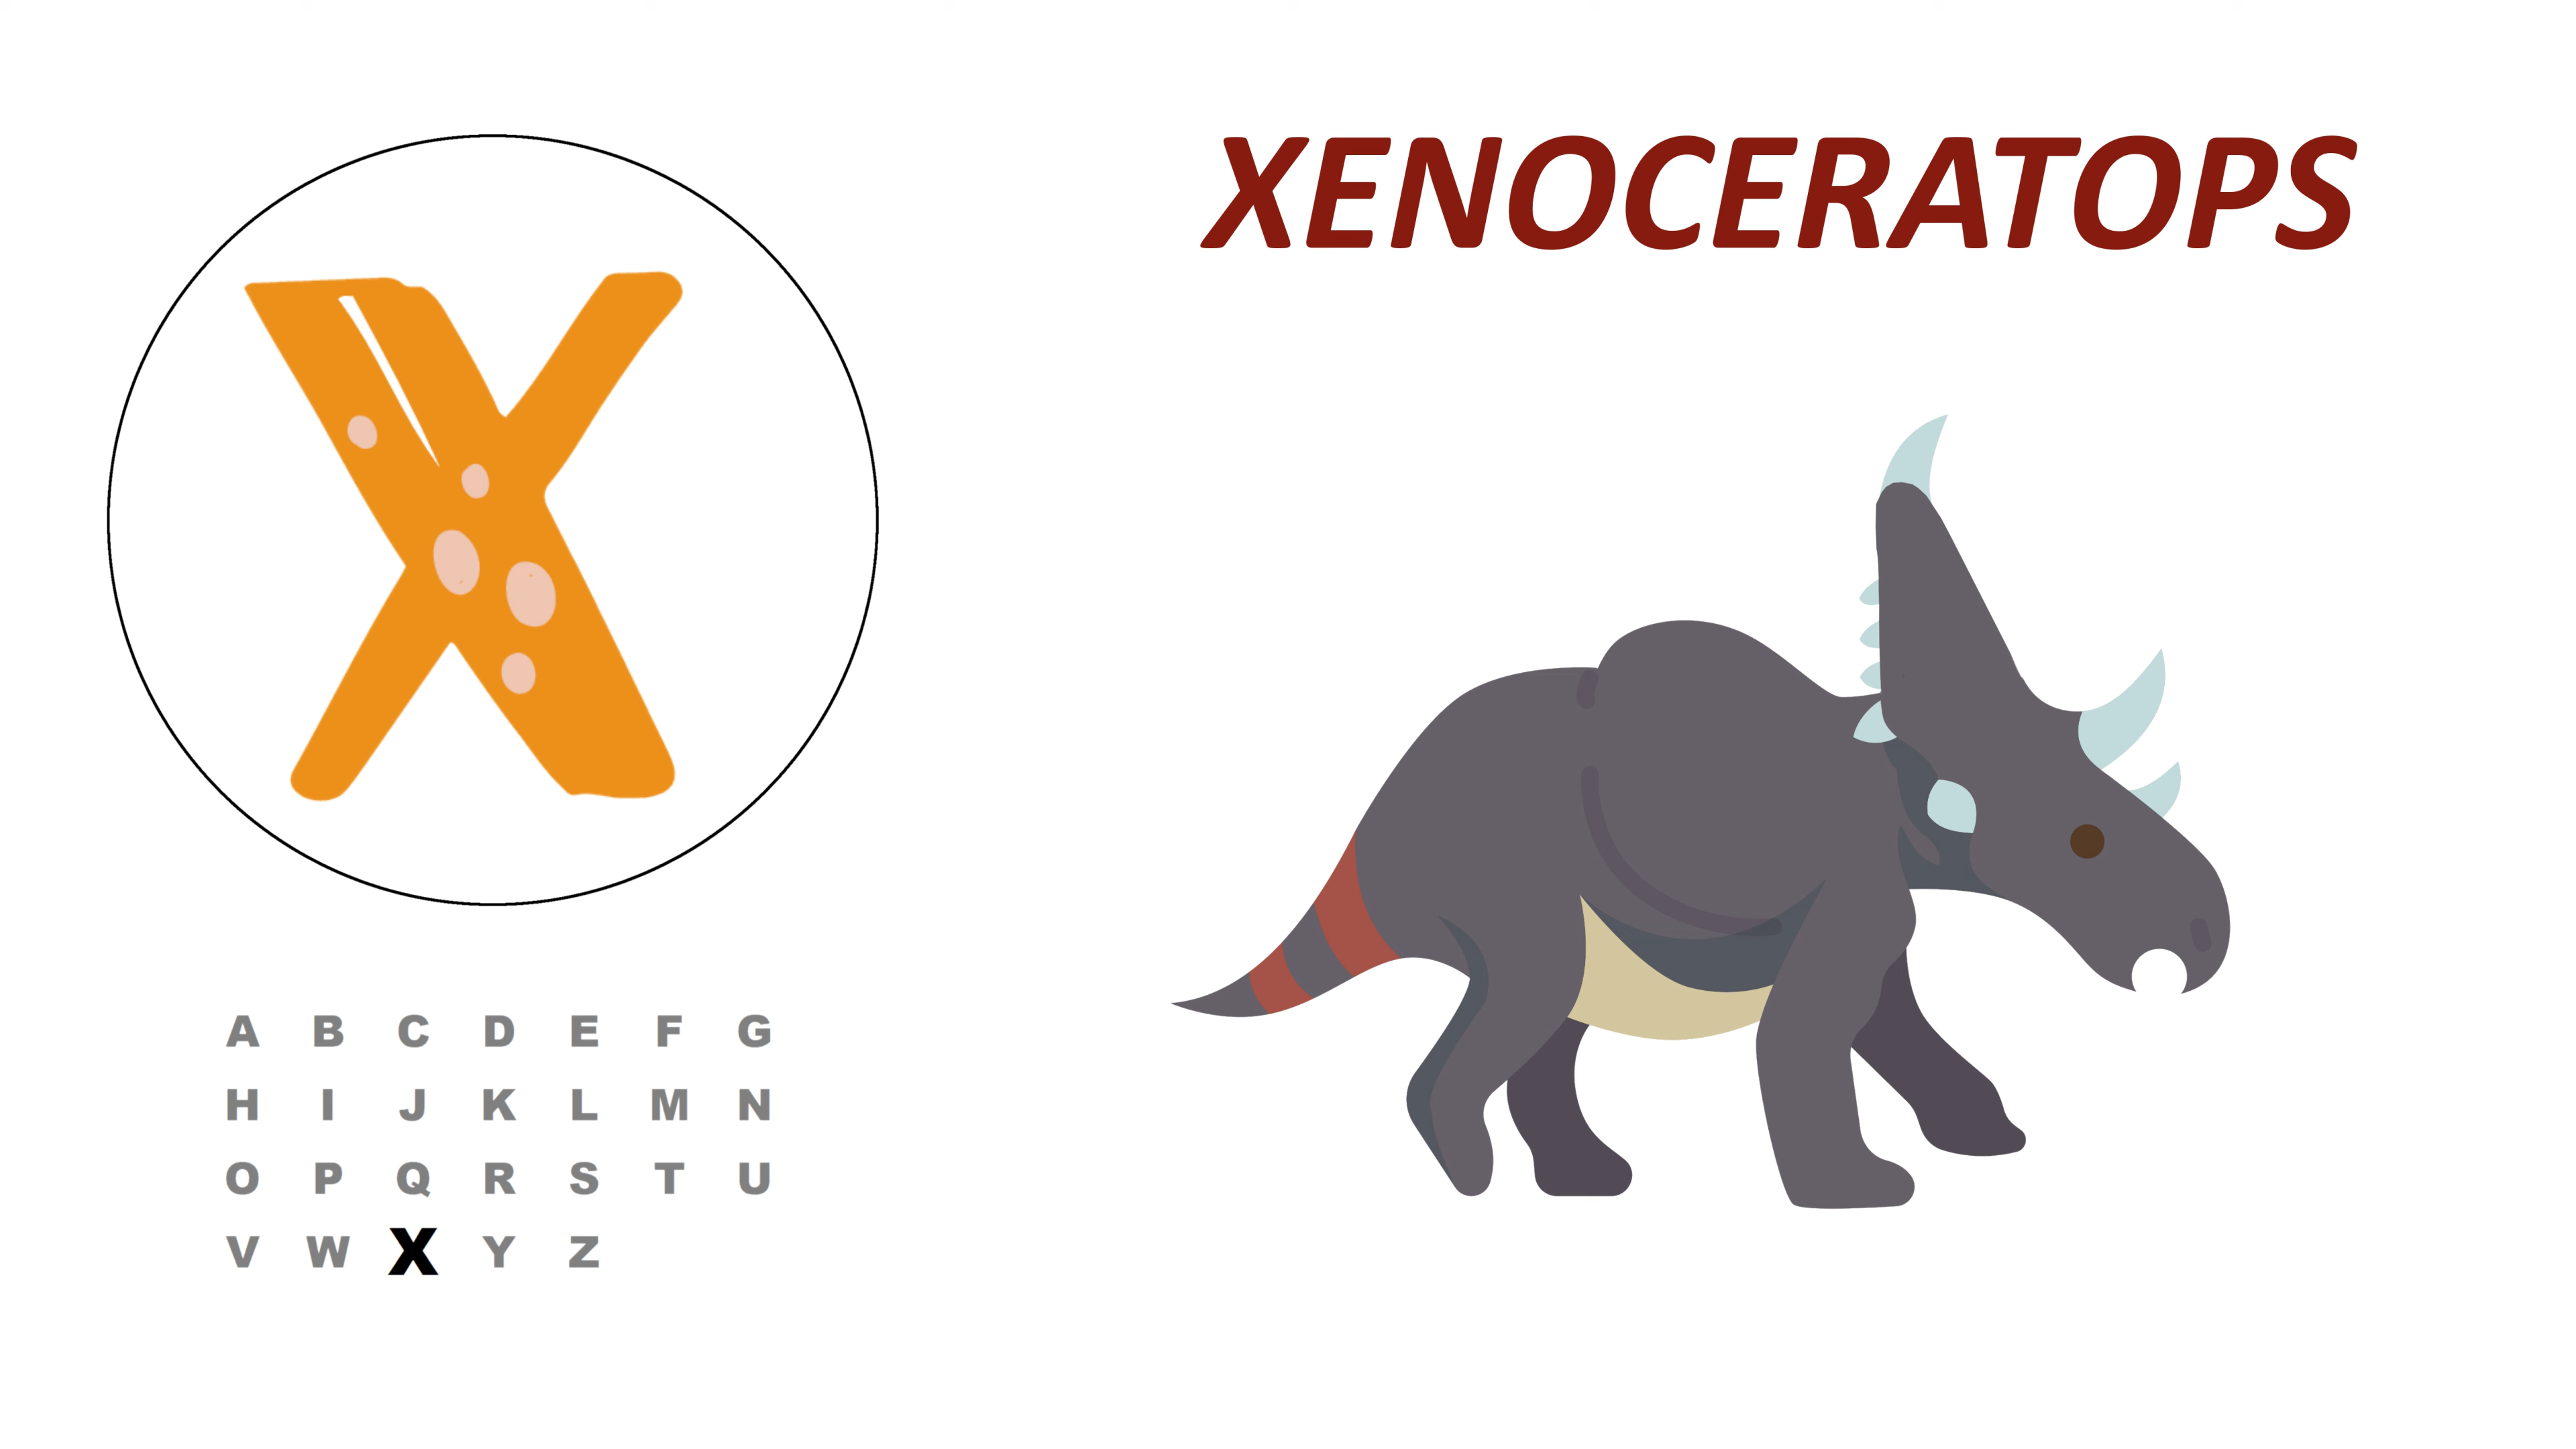 X
XENOCERATOPS
A B C D E F G
H I J K L M N
O P Q R S T U
V W X Y Z